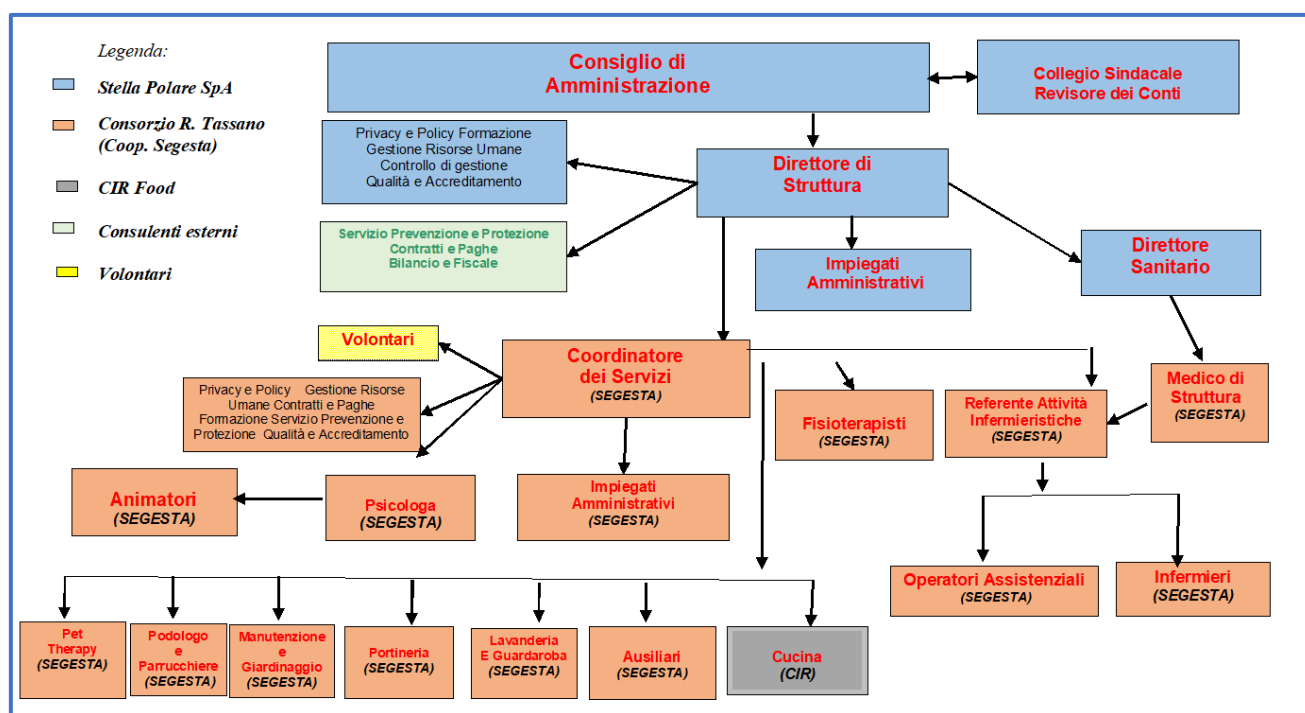 Legenda:
Stella Polare SpA
Consorzio R. Tassano
(Coop. Segesta)
CIR Food
Consulenti esterni
Volontari
Consiglio di
Amministrazione
Collegio Sindacale
Revisore dei Conti
Privacy e Policy Formazione
Gestione Risorse Umane
Controllo di gestione
Qualità e Accreditamento
Direttore di
Struttura
Servizio Prevenzione e Protezione
Contratti e Paghe
Bilancio e Fiscale
Impiegati
Amministrativi
Direttore
Sanitario
Volontari
Coordinatore
dei Servizi
(SEGESTA)
Privacy e Policy Gestione Risorse
Umane Contratti e Paghe
Formazione Servizio Prevenzione e
Protezione Qualità e Accreditamento
Fisioterapisti
(SEGESTA)
Referente Attività
Infermieristiche
(SEGESTA)
Medico di
Struttura
(SEGESTA)
Animatori
(SEGESTA)
Psicologa
(SEGESTA)
Impiegati
Amministrativi
(SEGESTA)
Operatori Assistenziali
(SEGESTA)
Infermieri
(SEGESTA)
Pet
Therapy
(SEGESTA)
Podologo
e
Parrucchiere
(SEGESTA)
Manutenzione
e
Giardinaggio
(SEGESTA)
Portineria
(SEGESTA)
Lavanderia
E Guardaroba
(SEGESTA)
Ausiliari
(SEGESTA)
Cucina
(CIR)